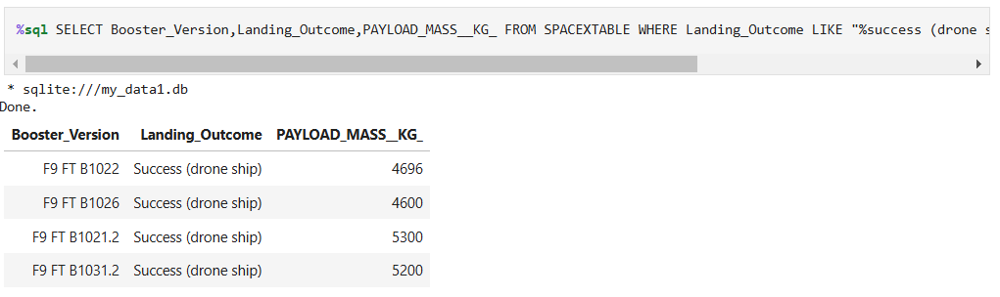 %sql SELECT Booster_Version,Landing_Outcome,PAYLOAD_MASS__KG_ FROM SPACEXTABLE WHERE Landing_Outcome LIKE "%success (drone s
* sqlite:///my_data1.db
Done.
Booster_Version Landing_Outcome PAYLOAD_MASS__KG_
F9 FT B1022 Success (drone ship) 4696
F9 FT B1026 Success (drone ship) 4600
F9 FT B1021.2 Success (drone ship) 5300
F9 FT B1031.2 Success (drone ship) 5200